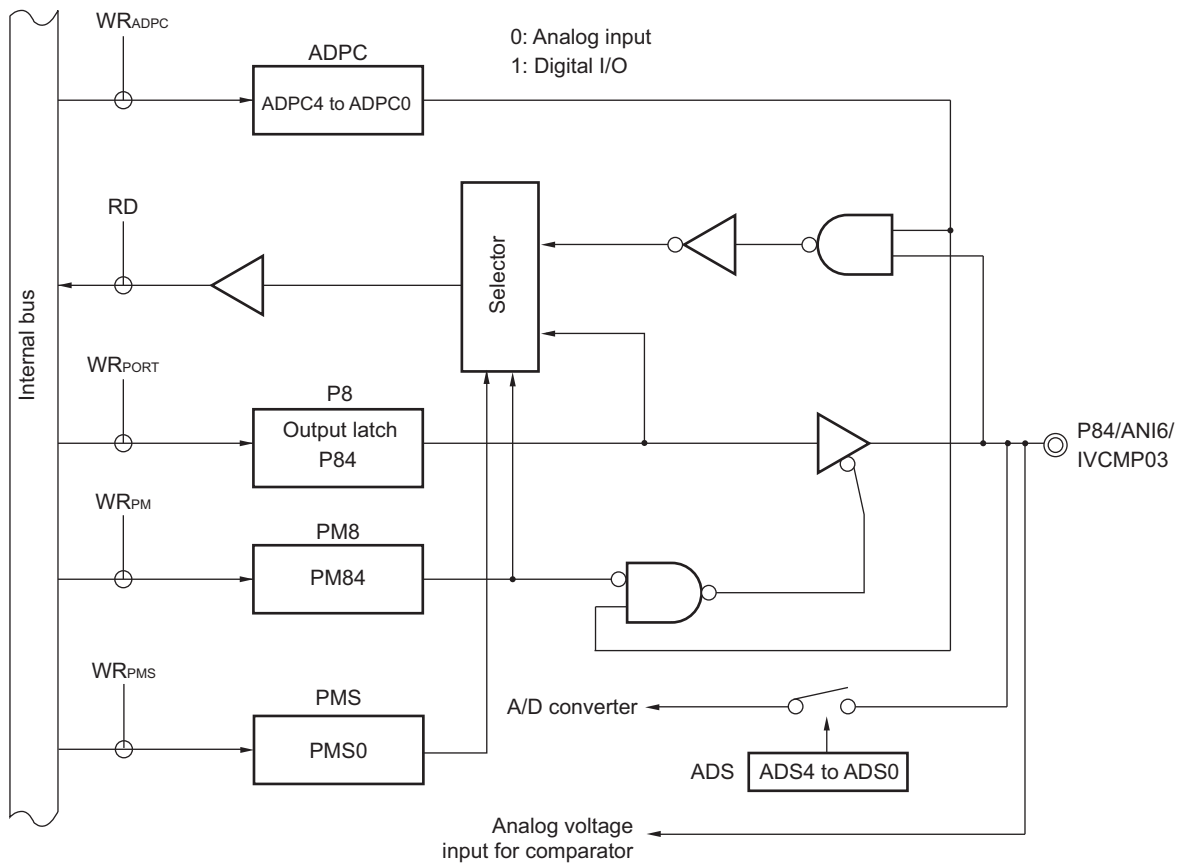 WRADPC
ADPC
0: Analog input
1: Digital I/O
ADPC4 to ADPC0
RD
Selector
Internal bus
WRPORT
P8
Output latch
P84
P84/ANI6/
IVCMP03
WRPM
PM8
PM84
WRPMS
PMS
PMS0
A/D converter
ADS
ADS4 to ADS0
Analog voltage
input for comparator